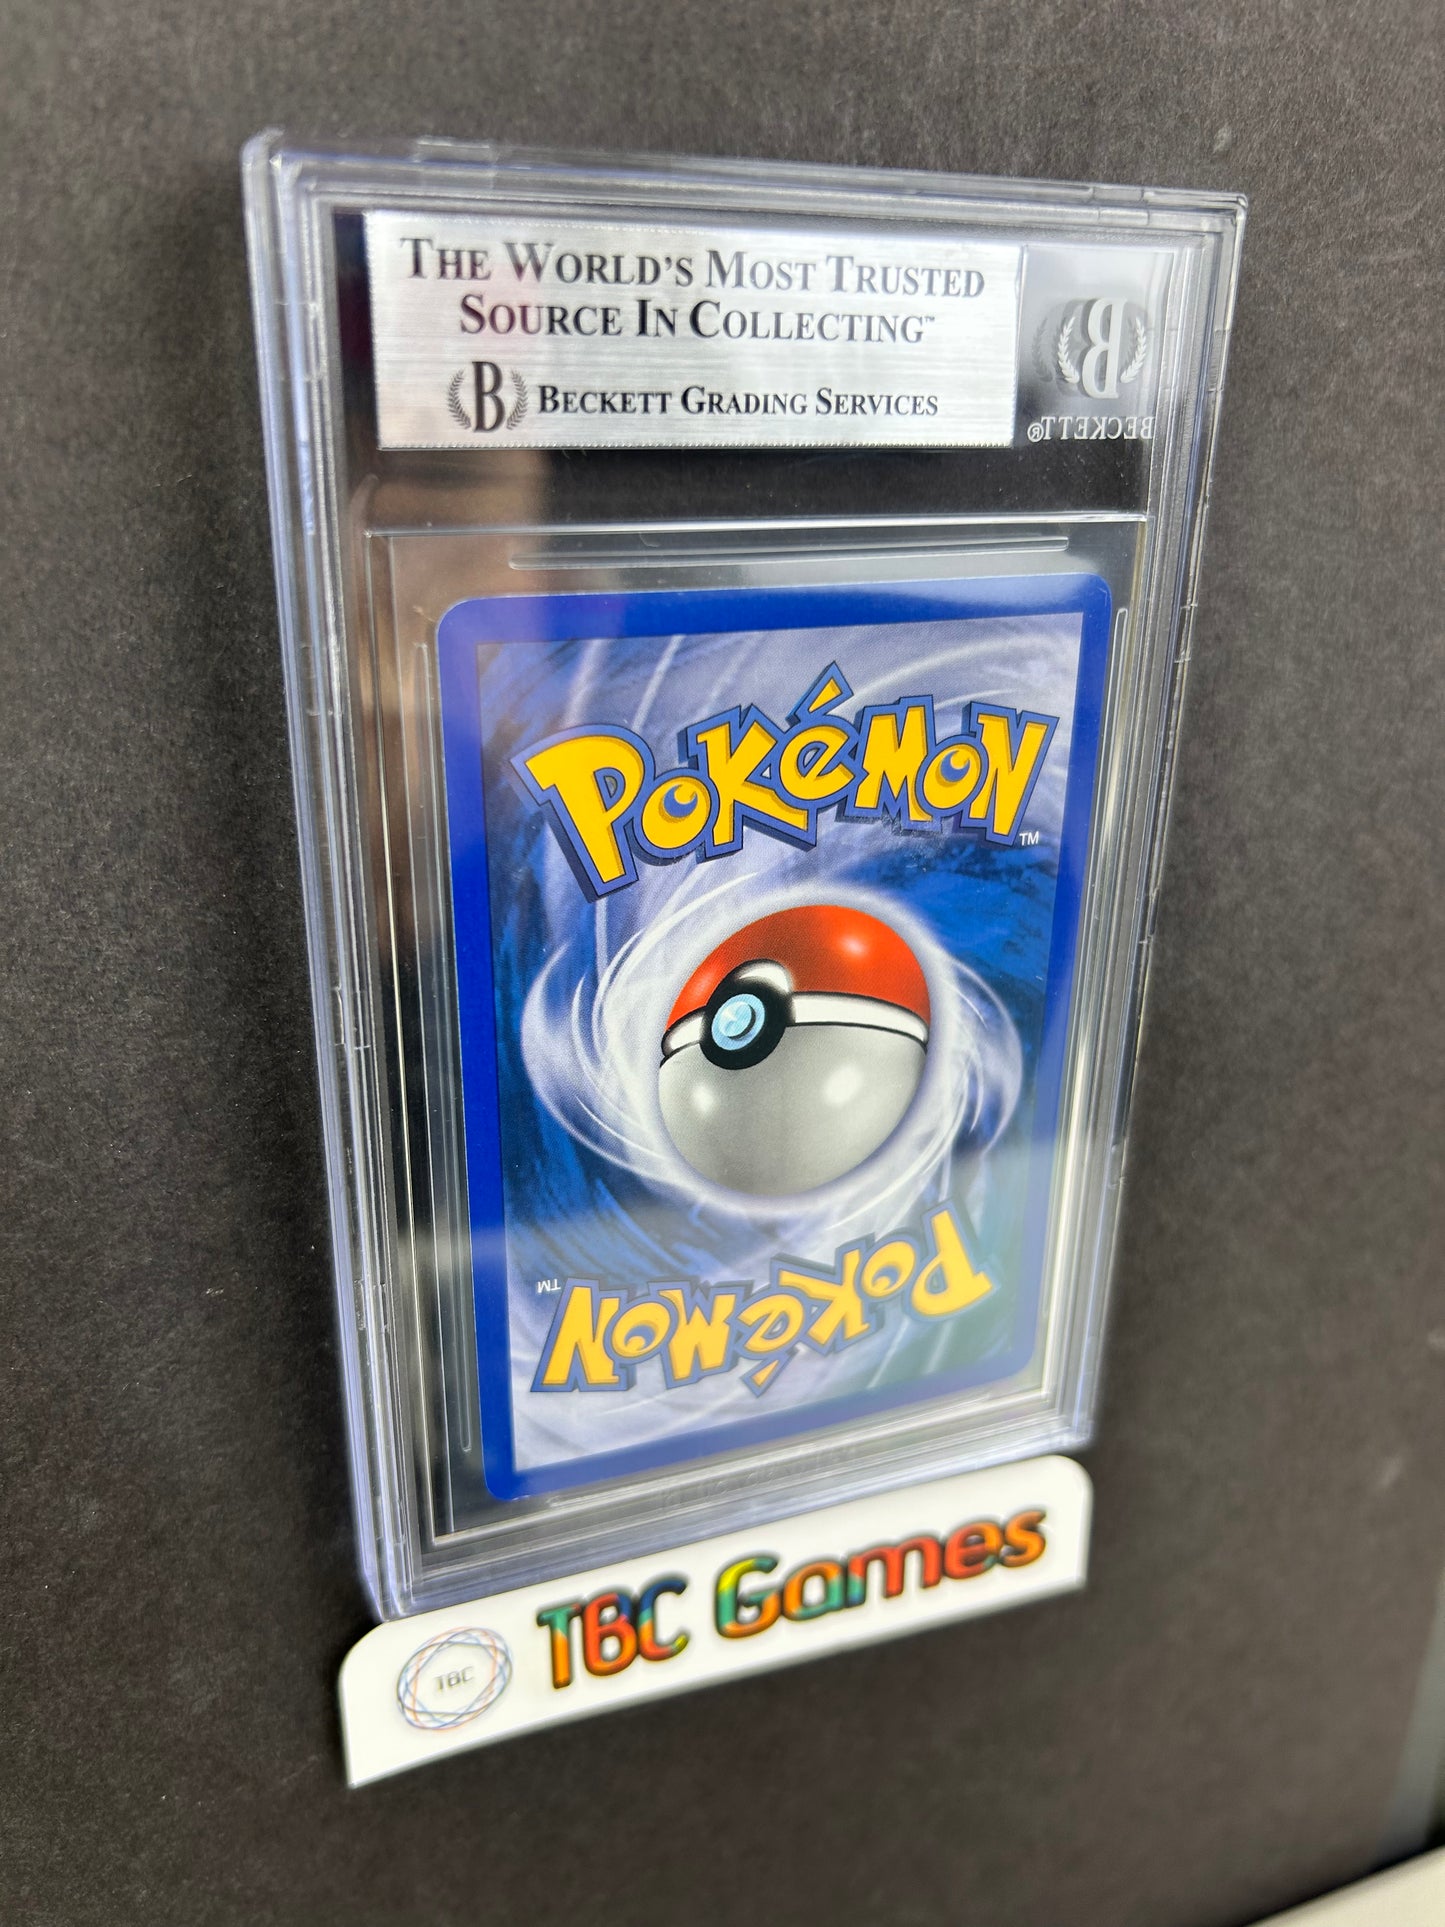 THE WORLD'S MOST TRUSTED
SOURCE IN COLLECTING™
B BECKETT GRADING SERVICES
B
BECKETT®
POKéMON
TM
POKéMON
TM
TBC
TBC Games